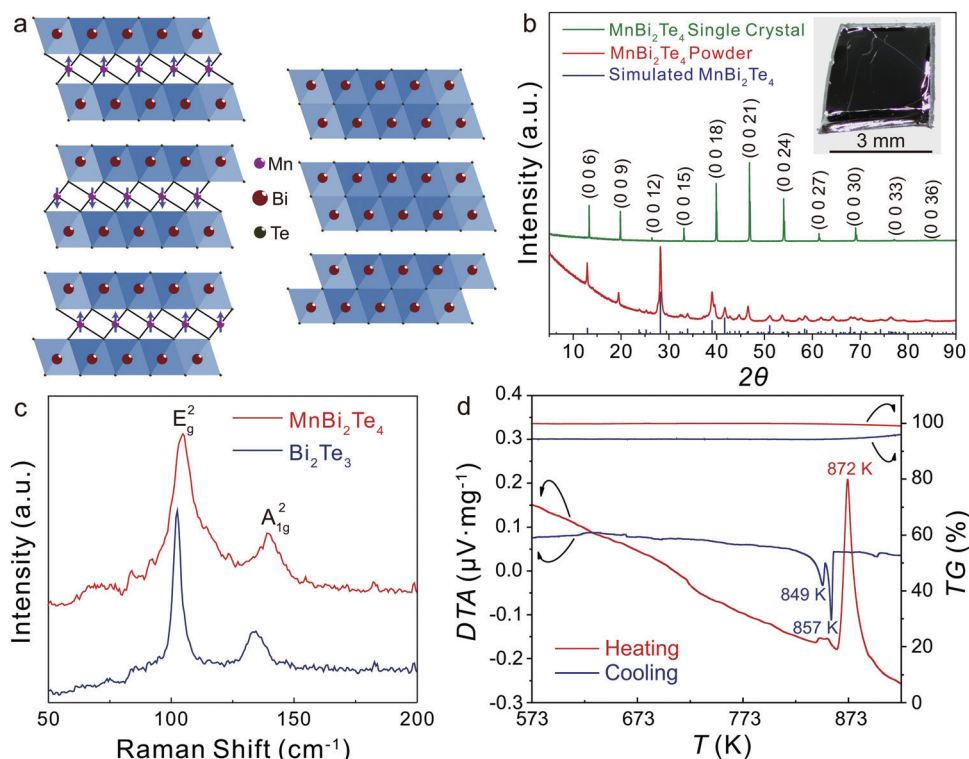 a
Mn
Bi
Te
b
MnBi₂Te₄ Single Crystal
MnBi₂Te₄ Powder
Simulated MnBi₂Te₄
3 mm
(0 0 6)
(0 0 9)
(0 0 12)
(0 0 15)
(0 0 18)
(0 0 21)
(0 0 24)
(0 0 27)
(0 0 30)
(0 0 33)
(0 0 36)
Intensity (a.u.)
10 20 30 40 50 60 70 80 90
2θ
c
E²g
MnBi₂Te₄
Bi₂Te₃
A²1g
Intensity (a.u.)
50 100 150 200
Raman Shift (cm⁻¹)
d
0.4
0.3
0.2
0.1
0.0
-0.1
-0.2
-0.3
DTA (μV·mg⁻¹)
872 K
849 K
857 K
Heating
Cooling
100
80
60
40
20
0
TG (%)
573 673 773 873
T (K)